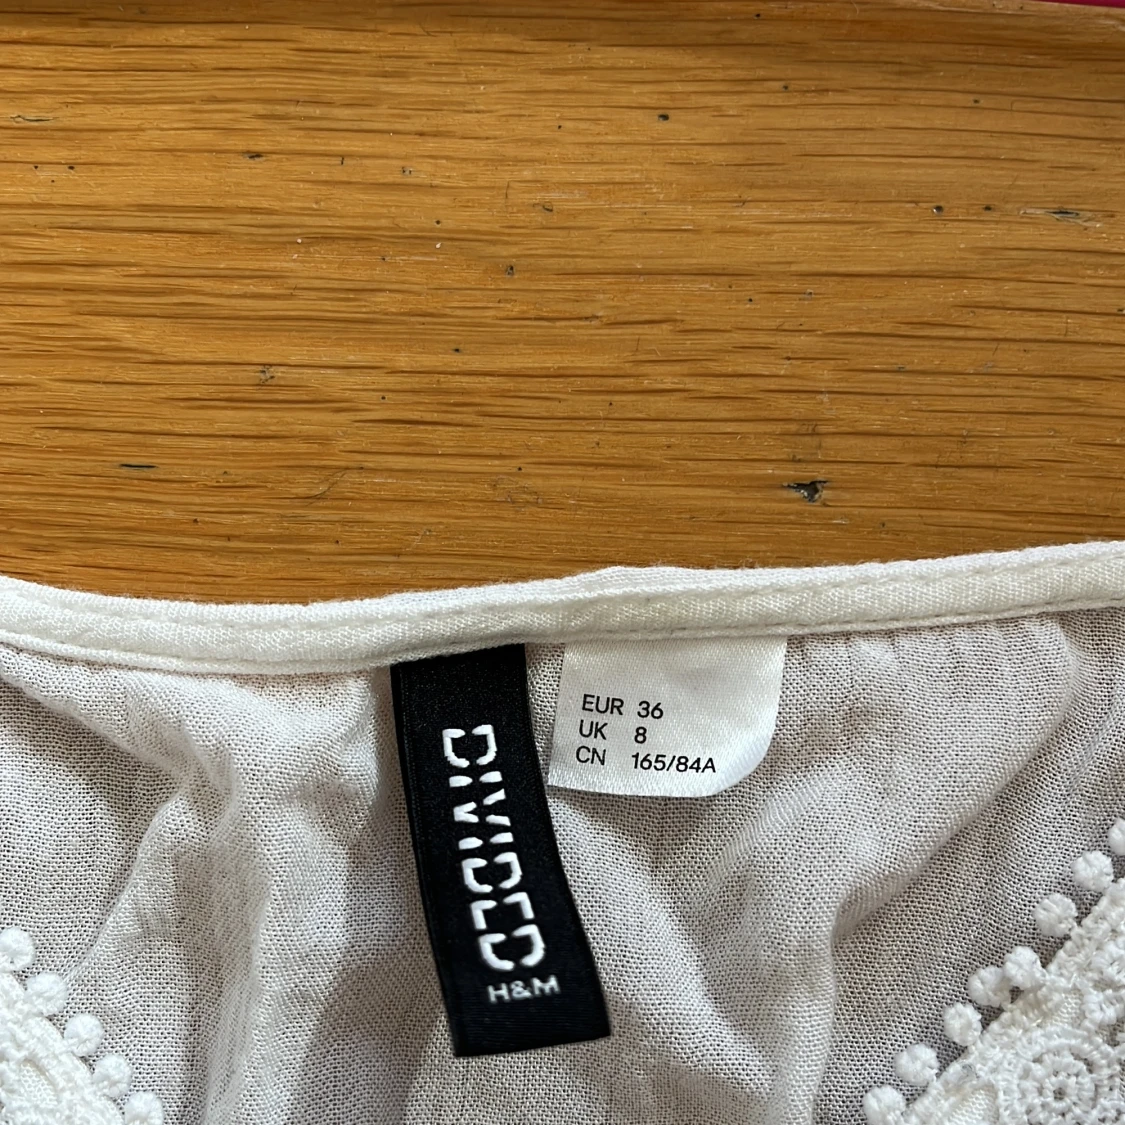 DIVIDED
H&M
EUR 36
UK 8
CN 165/84A